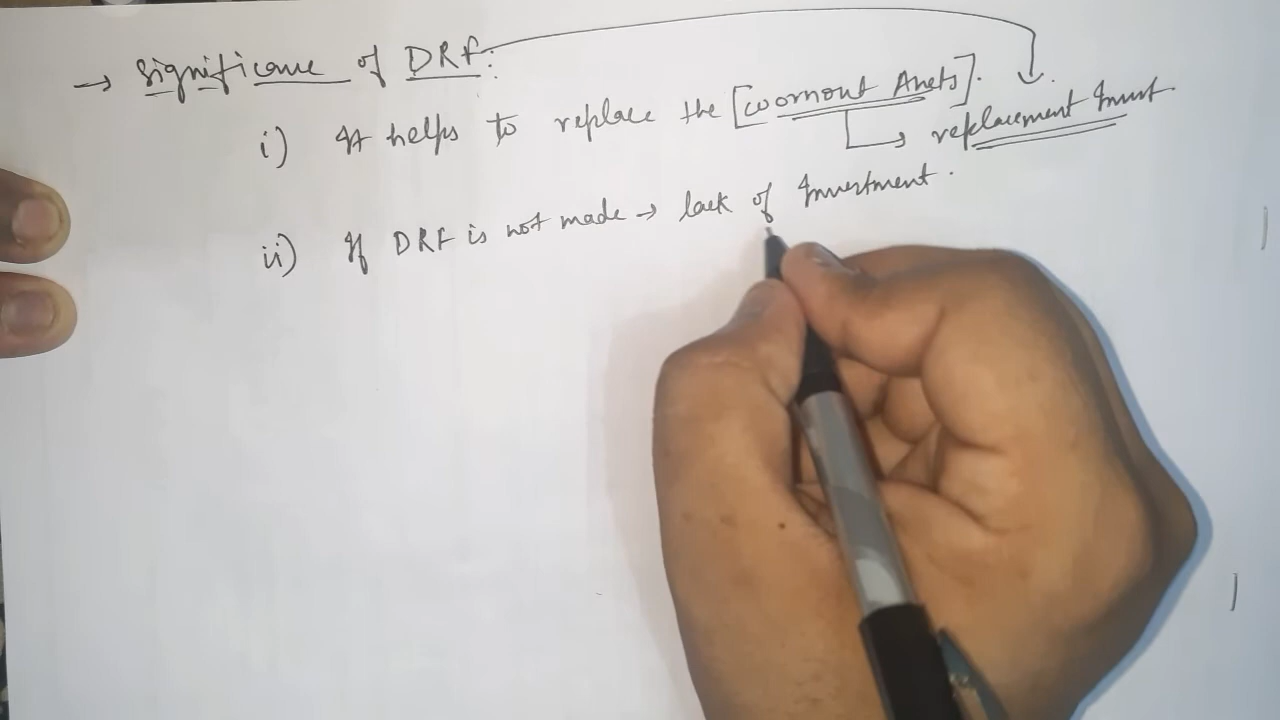 → Significance of DRF:
i) It helps to replace the [wornout Assets].
replacement Invest
ii) If DRF is not made → lack of Investment.